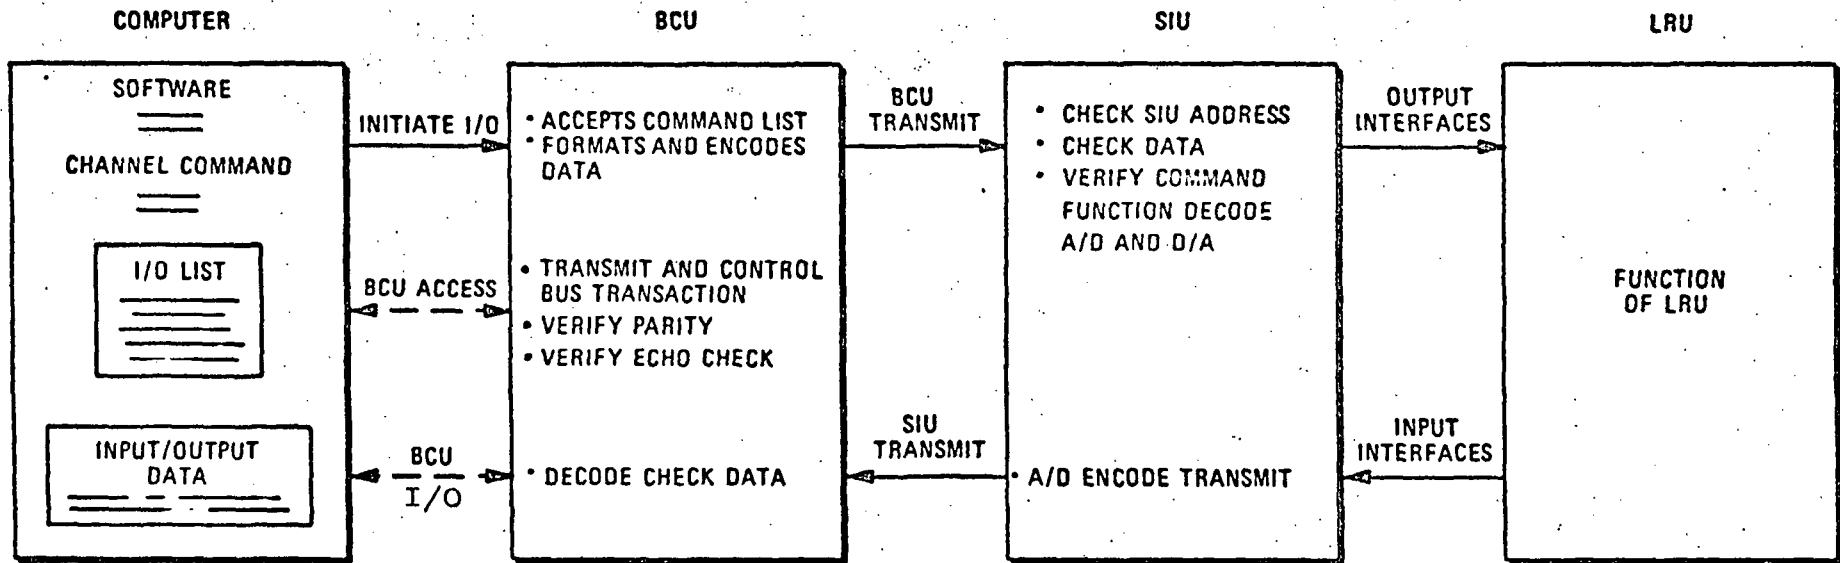 COMPUTER
BCU
SIU
LRU
SOFTWARE
CHANNEL COMMAND
I/O LIST
INPUT/OUTPUT
DATA
INITIATE I/O
BCU ACCESS
BCU
I/O
• ACCEPTS COMMAND LIST
• FORMATS AND ENCODES
DATA
• TRANSMIT AND CONTROL
BUS TRANSACTION
• VERIFY PARITY
• VERIFY ECHO CHECK
• DECODE CHECK DATA
BCU
TRANSMIT
SIU
TRANSMIT
• CHECK SIU ADDRESS
• CHECK DATA
• VERIFY COMMAND
FUNCTION DECODE
A/D AND D/A
• A/D ENCODE TRANSMIT
OUTPUT
INTERFACES
INPUT
INTERFACES
FUNCTION
OF LRU